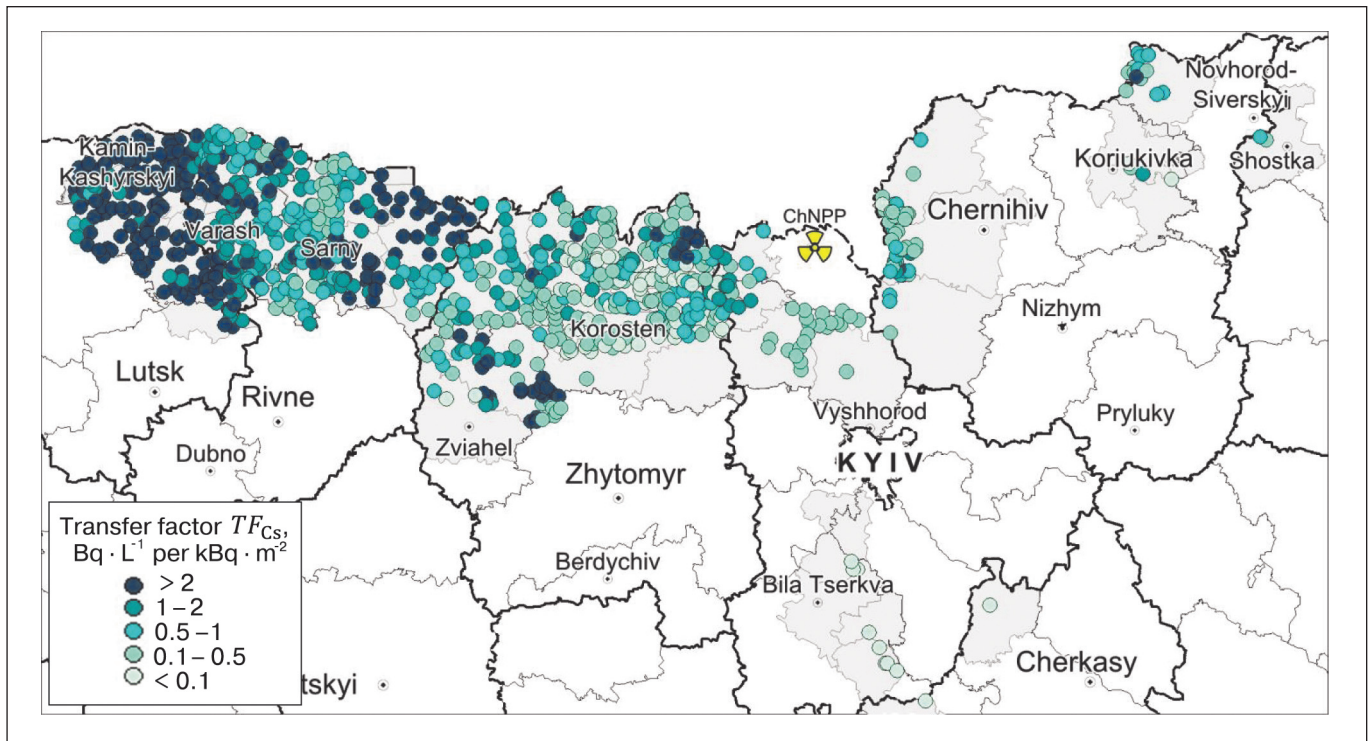 Novhorod-
Siverskyi
Kamin-
Kashyrskyi
Koriukivka
Shostka
ChNPP
Chernihiv
Varash
Sarny
Nizhym
Korosten
Lutsk
Rivne
Vyshhorod
Pryluky
Zviahel
Dubno
KYIV
Zhytomyr
Transfer factor TF_Cs,
Bq · L⁻¹ per kBq · m⁻²
> 2
1 – 2
0.5 – 1
0.1 – 0.5
< 0.1
Berdychiv
Bila Tserkva
Cherkasy
tskyi